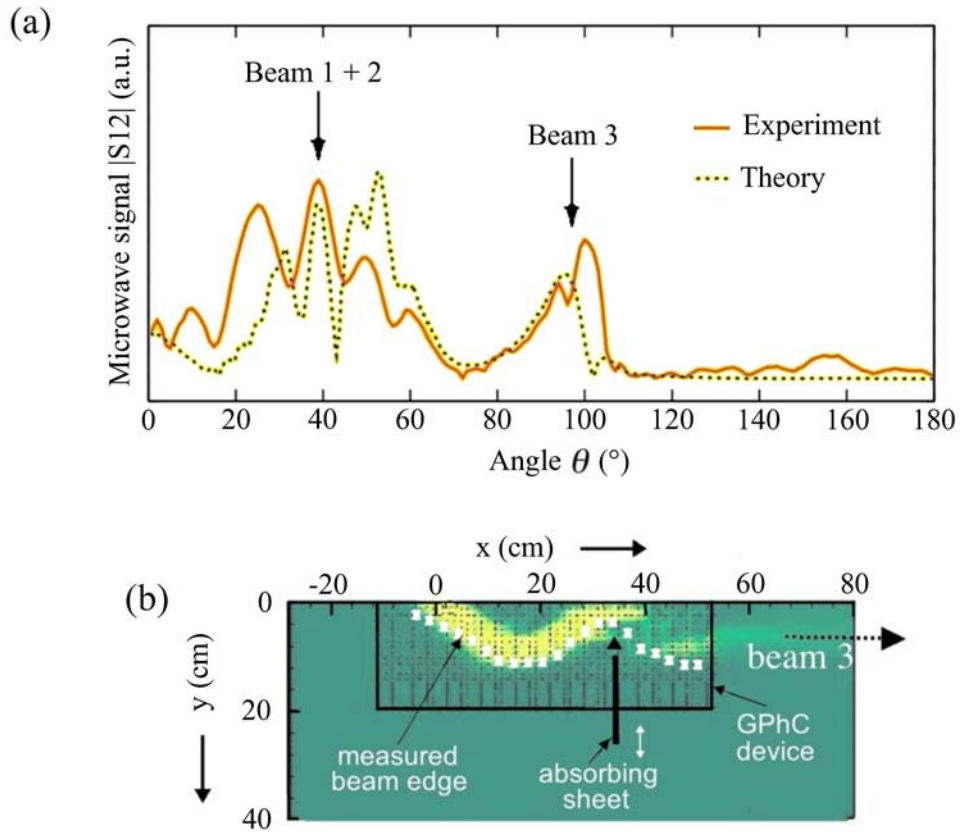 (a)
Microwave signal |S12| (a.u.)
Beam 1 + 2
Beam 3
Experiment
Theory
0 20 40 60 80 100 120 140 160 180
Angle θ (°)
(b)
x (cm)
-20 0 20 40 60 80
0
20
40
y (cm)
beam 3
measured
beam edge
absorbing
sheet
GPhC
device